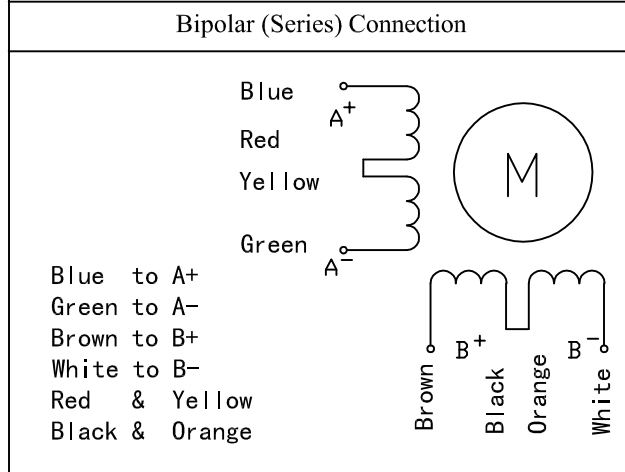 Bipolar (Series) Connection
Blue
A+
Red
Yellow
Green
A-
M
Blue to A+
Green to A-
Brown to B+
White to B-
Red & Yellow
Black & Orange
Brown
B+
Black
Orange
B-
White